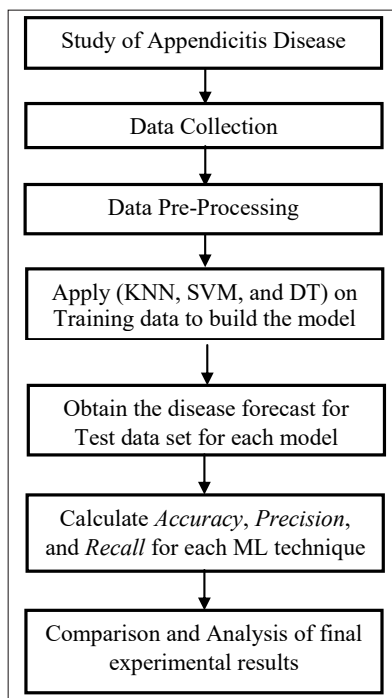 Study of Appendicitis Disease
Data Collection
Data Pre-Processing
Apply (KNN, SVM, and DT) on
Training data to build the model
Obtain the disease forecast for
Test data set for each model
Calculate Accuracy, Precision,
and Recall for each ML technique
Comparison and Analysis of final
experimental results